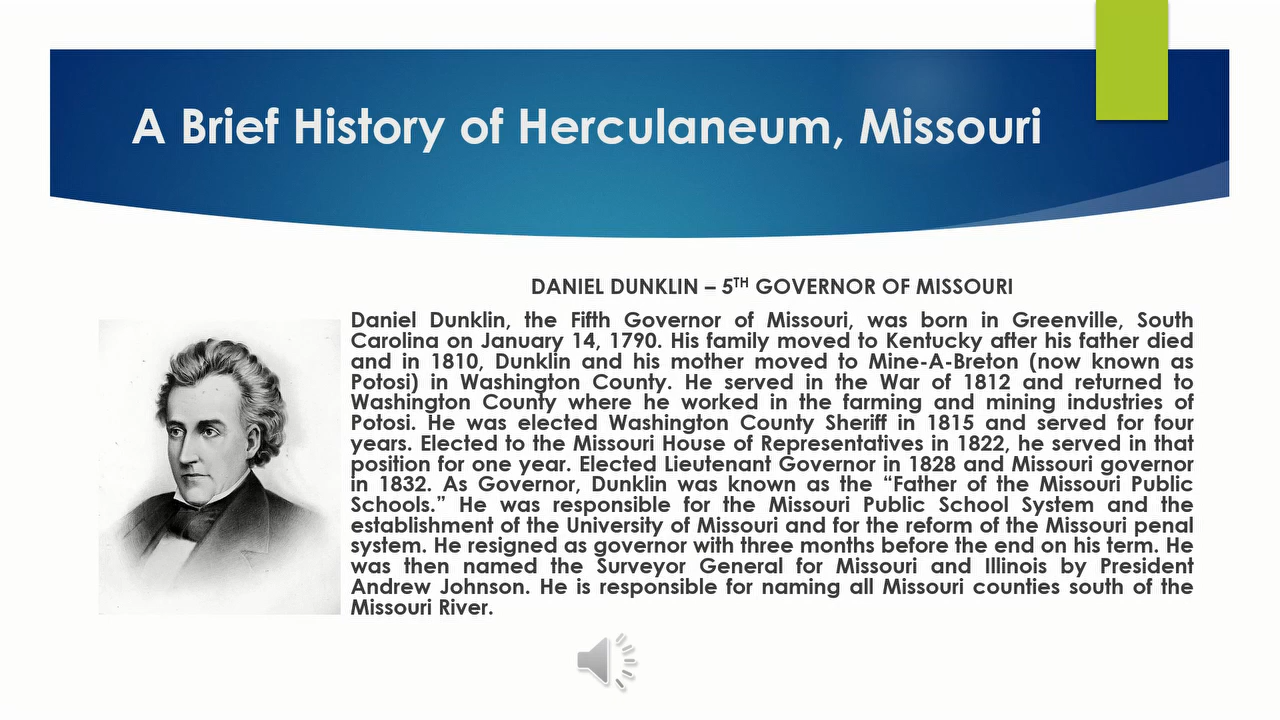 A Brief History of Herculaneum, Missouri
DANIEL DUNKLIN – 5TH GOVERNOR OF MISSOURI
Daniel Dunklin, the Fifth Governor of Missouri, was born in Greenville, South
Carolina on January 14, 1790. His family moved to Kentucky after his father died
and in 1810, Dunklin and his mother moved to Mine-A-Breton (now known as
Potosi) in Washington County. He served in the War of 1812 and returned to
Washington County where he worked in the farming and mining industries of
Potosi. He was elected Washington County Sheriff in 1815 and served for four
years. Elected to the Missouri House of Representatives in 1822, he served in that
position for one year. Elected Lieutenant Governor in 1828 and Missouri governor
in 1832. As Governor, Dunklin was known as the “Father of the Missouri Public
Schools.” He was responsible for the Missouri Public School System and the
establishment of the University of Missouri and for the reform of the Missouri penal
system. He resigned as governor with three months before the end on his term. He
was then named the Surveyor General for Missouri and Illinois by President
Andrew Johnson. He is responsible for naming all Missouri counties south of the
Missouri River.